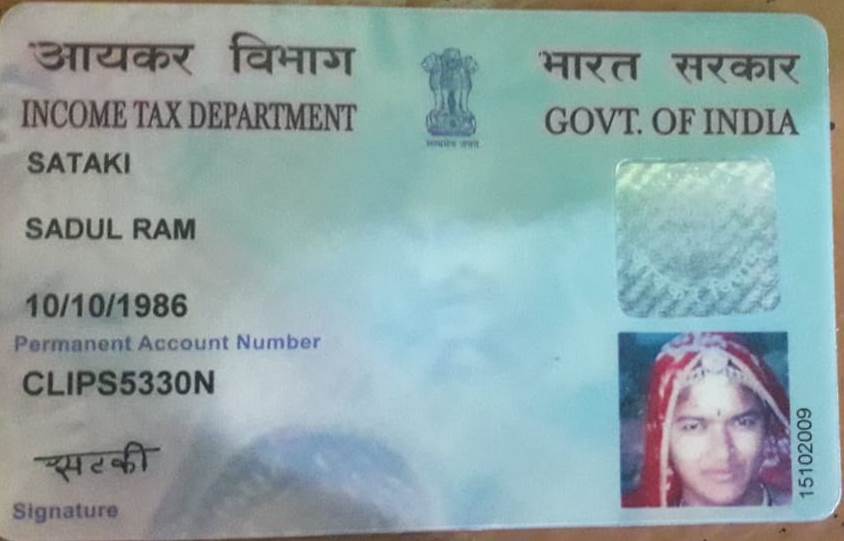 आयकर विभाग
भारत सरकार
INCOME TAX DEPARTMENT
GOVT. OF INDIA
सत्यमेव जयते
SATAKI
SADUL RAM
10/10/1986
Permanent Account Number
CLIPS5330N
सटकी
Signature
15102009